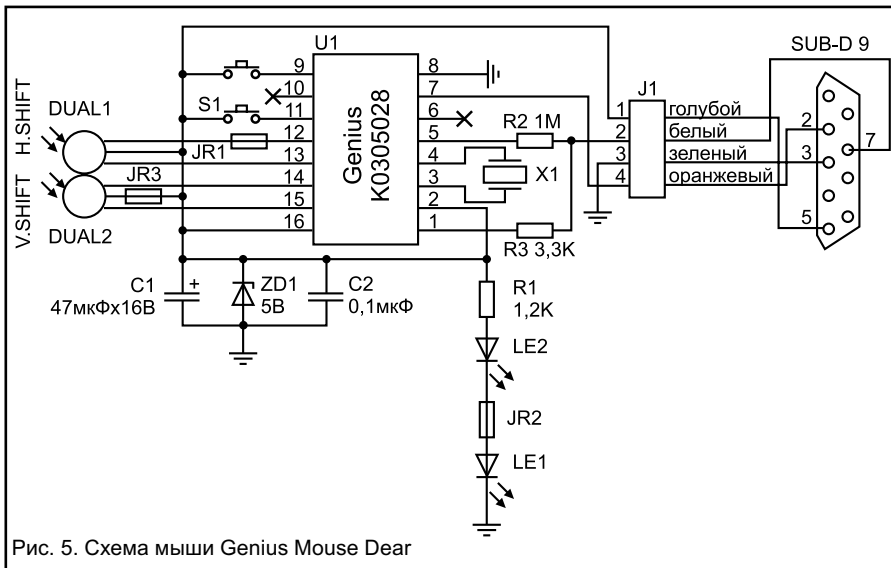 U1
SUB-D 9
J1
H.SHIFT
V.SHIFT
DUAL1
DUAL2
S1
JR1
JR3
9
10
11
12
13
14
15
16
Genius
K0305028
8
7
6
5
4
3
2
1
R2 1M
X1
R3 3,3K
1
2
3
4
голубой
белый
зеленый
оранжевый
2
7
3
5
C1
+
47мкФх16В
ZD1
5В
C2
0,1мкФ
R1
1,2K
LE2
JR2
LE1
Рис. 5. Схема мыши Genius Mouse Dear